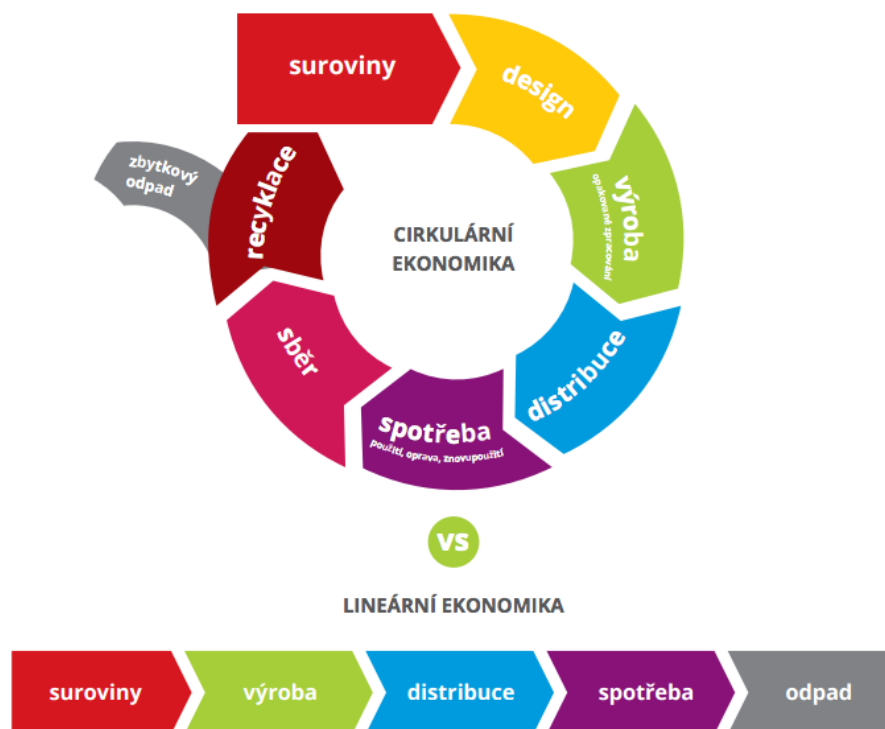 suroviny
design
výroba
opakované zpracování
distribuce
spotřeba
použití, oprava, znovupoužití
sběr
recyklace
zbytkový
odpad
CIRKULÁRNÍ
EKONOMIKA
VS
LINEÁRNÍ EKONOMIKA
suroviny
výroba
distribuce
spotřeba
odpad